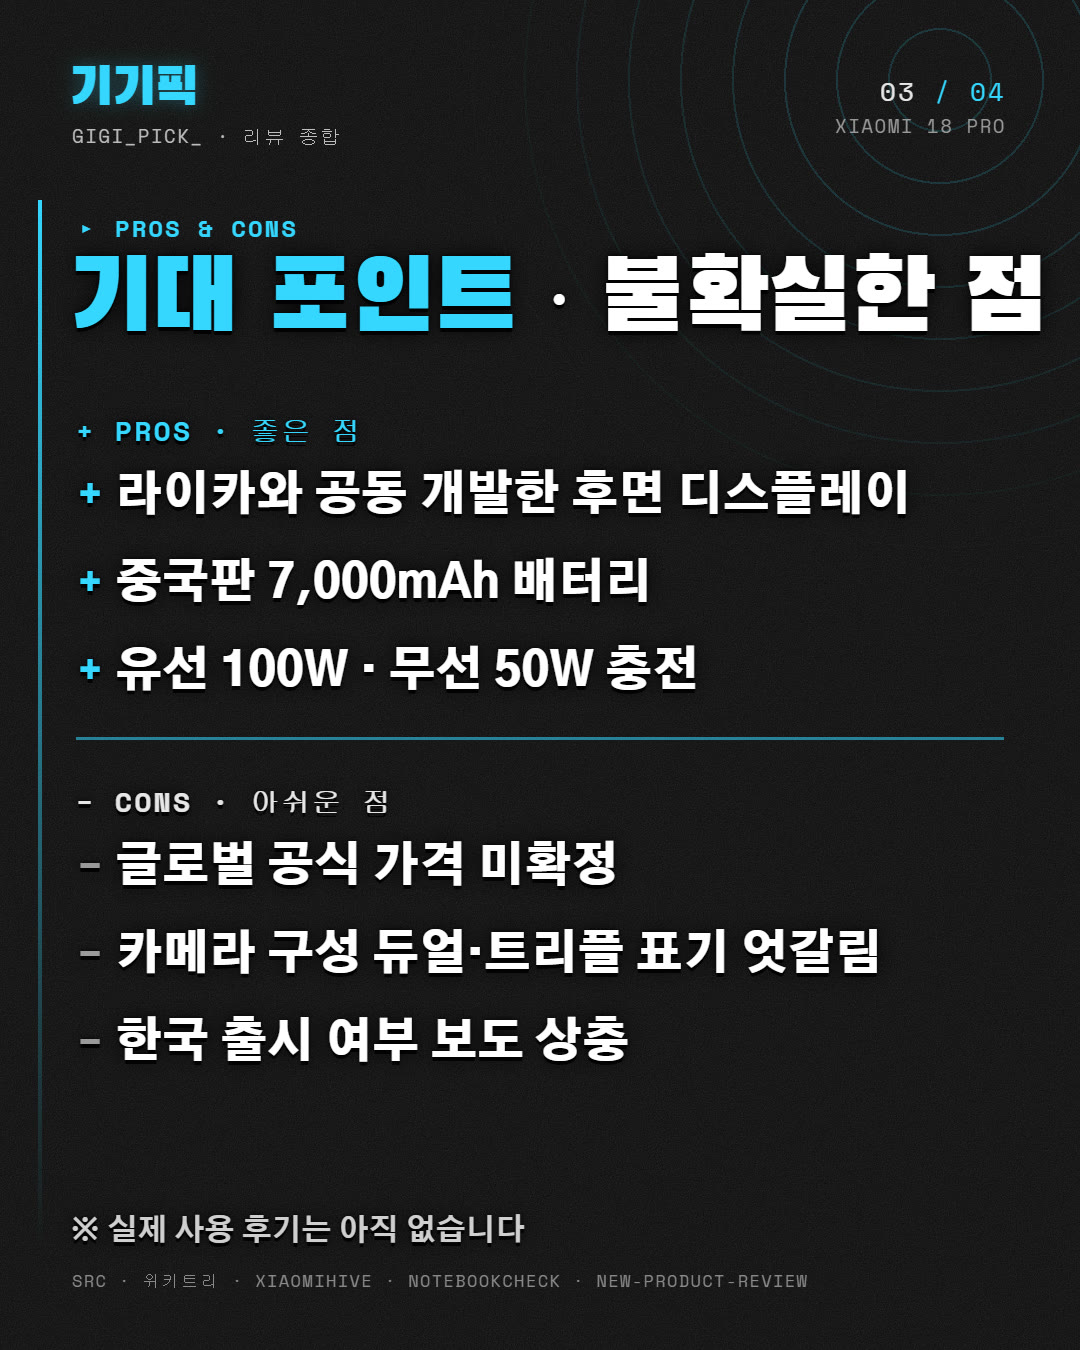 기기픽
GIGI_PICK_ · 리뷰 종합
03 / 04
XIAOMI 18 PRO
▸ PROS & CONS
기대 포인트 · 불확실한 점
+ PROS · 좋은 점
+ 라이카와 공동 개발한 후면 디스플레이
+ 중국판 7,000mAh 배터리
+ 유선 100W · 무선 50W 충전
− CONS · 아쉬운 점
− 글로벌 공식 가격 미확정
− 카메라 구성 듀얼·트리플 표기 엇갈림
− 한국 출시 여부 보도 상충
※ 실제 사용 후기는 아직 없습니다
SRC · 위키트리 · XIAOMIHIVE · NOTEBOOKCHECK · NEW-PRODUCT-REVIEW